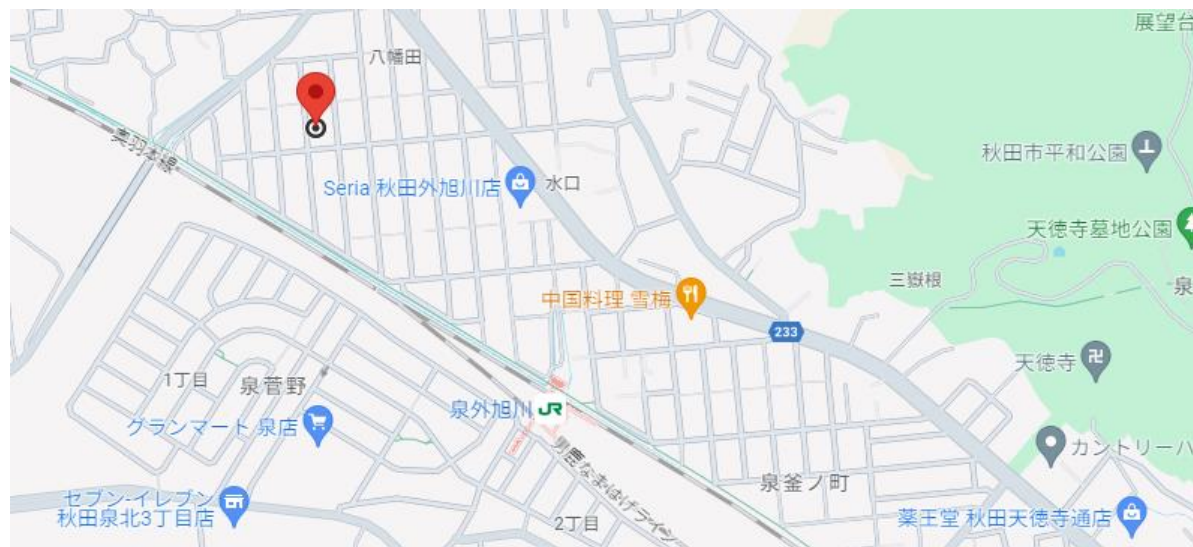 展望台
八幡田
奥羽本線
秋田市平和公園
Seria 秋田外旭川店
水口
天徳寺墓地公園
三嶽根
泉
中国料理 雪梅
233
天徳寺
1丁目
泉菅野
泉外旭川
JR
グランマート 泉店
カントリーハ
男鹿なまはげライン
泉釜ノ町
セブン-イレブン
秋田泉北3丁目店
2丁目
薬王堂 秋田天徳寺通店